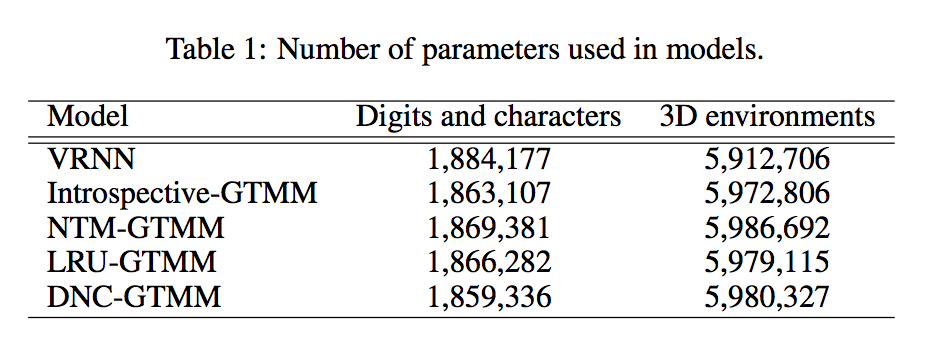 Table 1: Number of parameters used in models.
Model Digits and characters 3D environments
VRNN 1,884,177 5,912,706
Introspective-GTMM 1,863,107 5,972,806
NTM-GTMM 1,869,381 5,986,692
LRU-GTMM 1,866,282 5,979,115
DNC-GTMM 1,859,336 5,980,327